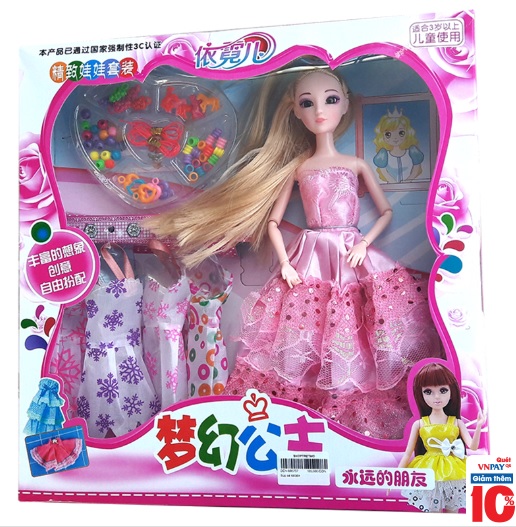 本产品已通过国家强制性3C认证
精致娃娃套装
依霓儿
适合3岁以上
儿童使用
丰富的想象
创意
自由扮配
梦幻公主
永远的朋友
Quét
VNPAY QR
Giảm thêm
10%